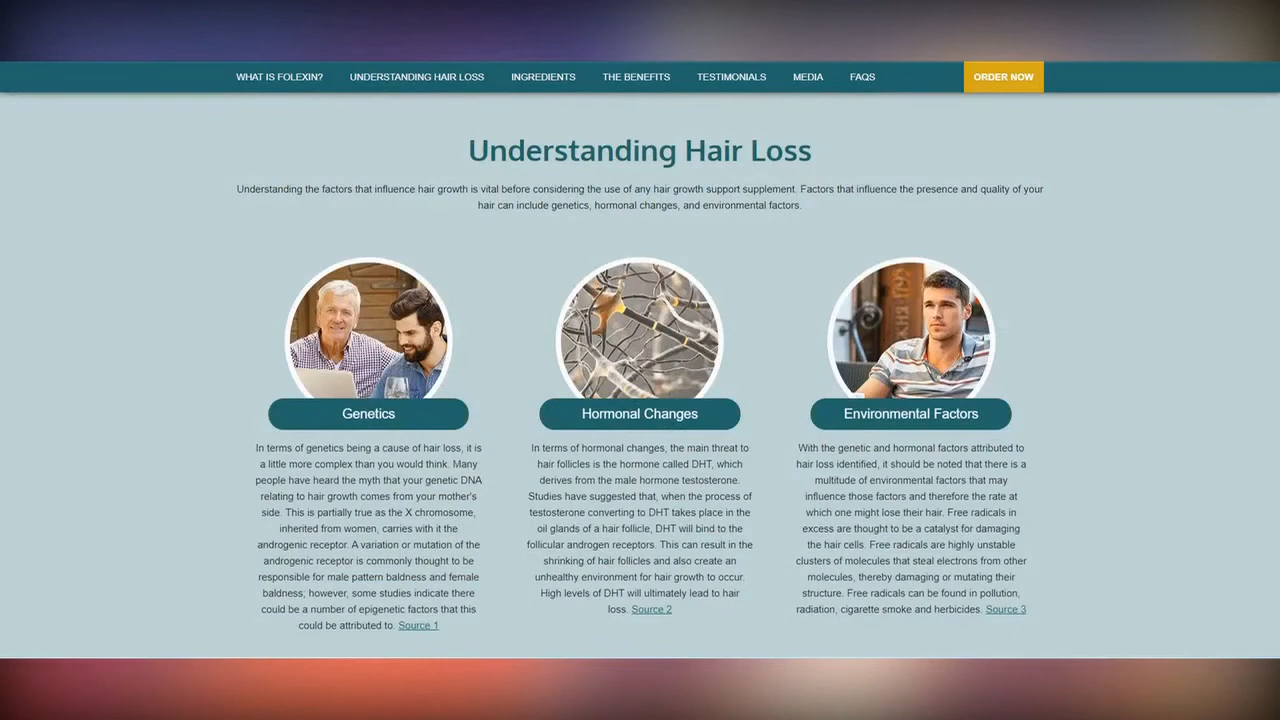 WHAT IS FOLEXIN? UNDERSTANDING HAIR LOSS INGREDIENTS THE BENEFITS TESTIMONIALS MEDIA FAQS ORDER NOW
Understanding Hair Loss
Understanding the factors that influence hair growth is vital before considering the use of any hair growth support supplement. Factors that influence the presence and quality of your
hair can include genetics, hormonal changes, and environmental factors.
Genetics
In terms of genetics being a cause of hair loss, it is
a little more complex than you would think. Many
people have heard the myth that your genetic DNA
relating to hair growth comes from your mother's
side. This is partially true as the X chromosome,
inherited from women, carries with it the
androgenic receptor. A variation or mutation of the
androgenic receptor is commonly thought to be
responsible for male pattern baldness and female
baldness; however, some studies indicate there
could be a number of epigenetic factors that this
could be attributed to. Source 1
Hormonal Changes
In terms of hormonal changes, the main threat to
hair follicles is the hormone called DHT, which
derives from the male hormone testosterone.
Studies have suggested that, when the process of
testosterone converting to DHT takes place in the
oil glands of a hair follicle, DHT will bind to the
follicular androgen receptors. This can result in the
shrinking of hair follicles and also create an
unhealthy environment for hair growth to occur.
High levels of DHT will ultimately lead to hair
loss. Source 2
Environmental Factors
With the genetic and hormonal factors attributed to
hair loss identified, it should be noted that there is a
multitude of environmental factors that may
influence those factors and therefore the rate at
which one might lose their hair. Free radicals in
excess are thought to be a catalyst for damaging
the hair cells. Free radicals are highly unstable
clusters of molecules that steal electrons from other
molecules, thereby damaging or mutating their
structure. Free radicals can be found in pollution,
radiation, cigarette smoke and herbicides. Source 3